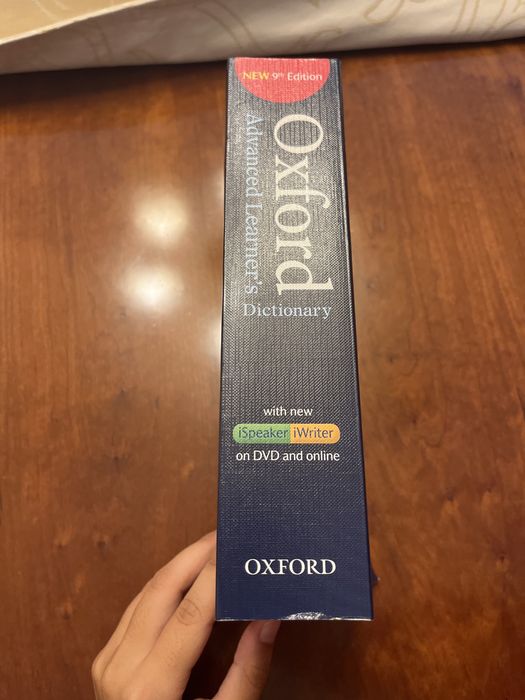 NEW 9th Edition
Oxford
Advanced Learner's
Dictionary
with new
iSpeaker iWriter
on DVD and online
OXFORD